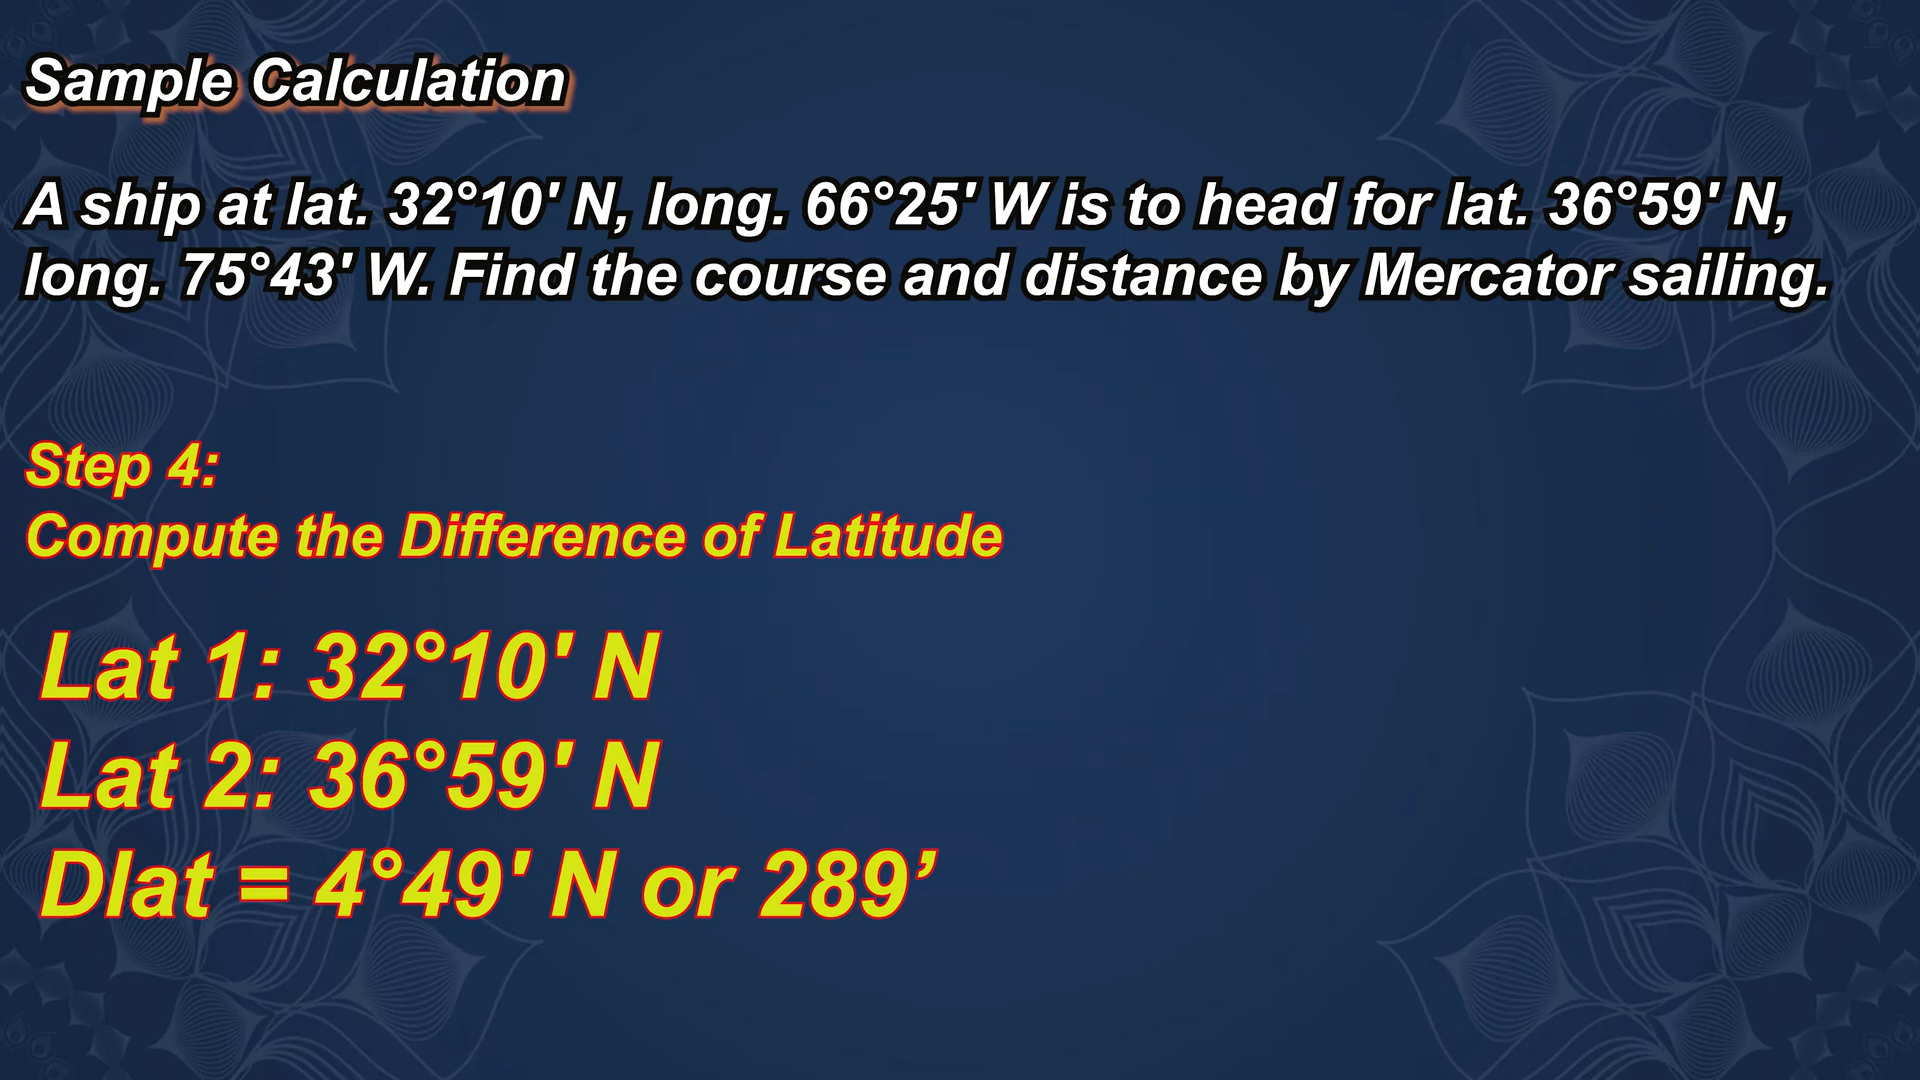 Sample Calculation
A ship at lat. 32°10' N, long. 66°25' W is to head for lat. 36°59' N,
long. 75°43' W. Find the course and distance by Mercator sailing.
Step 4:
Compute the Difference of Latitude
Lat 1: 32°10' N
Lat 2: 36°59' N
Dlat = 4°49' N or 289’